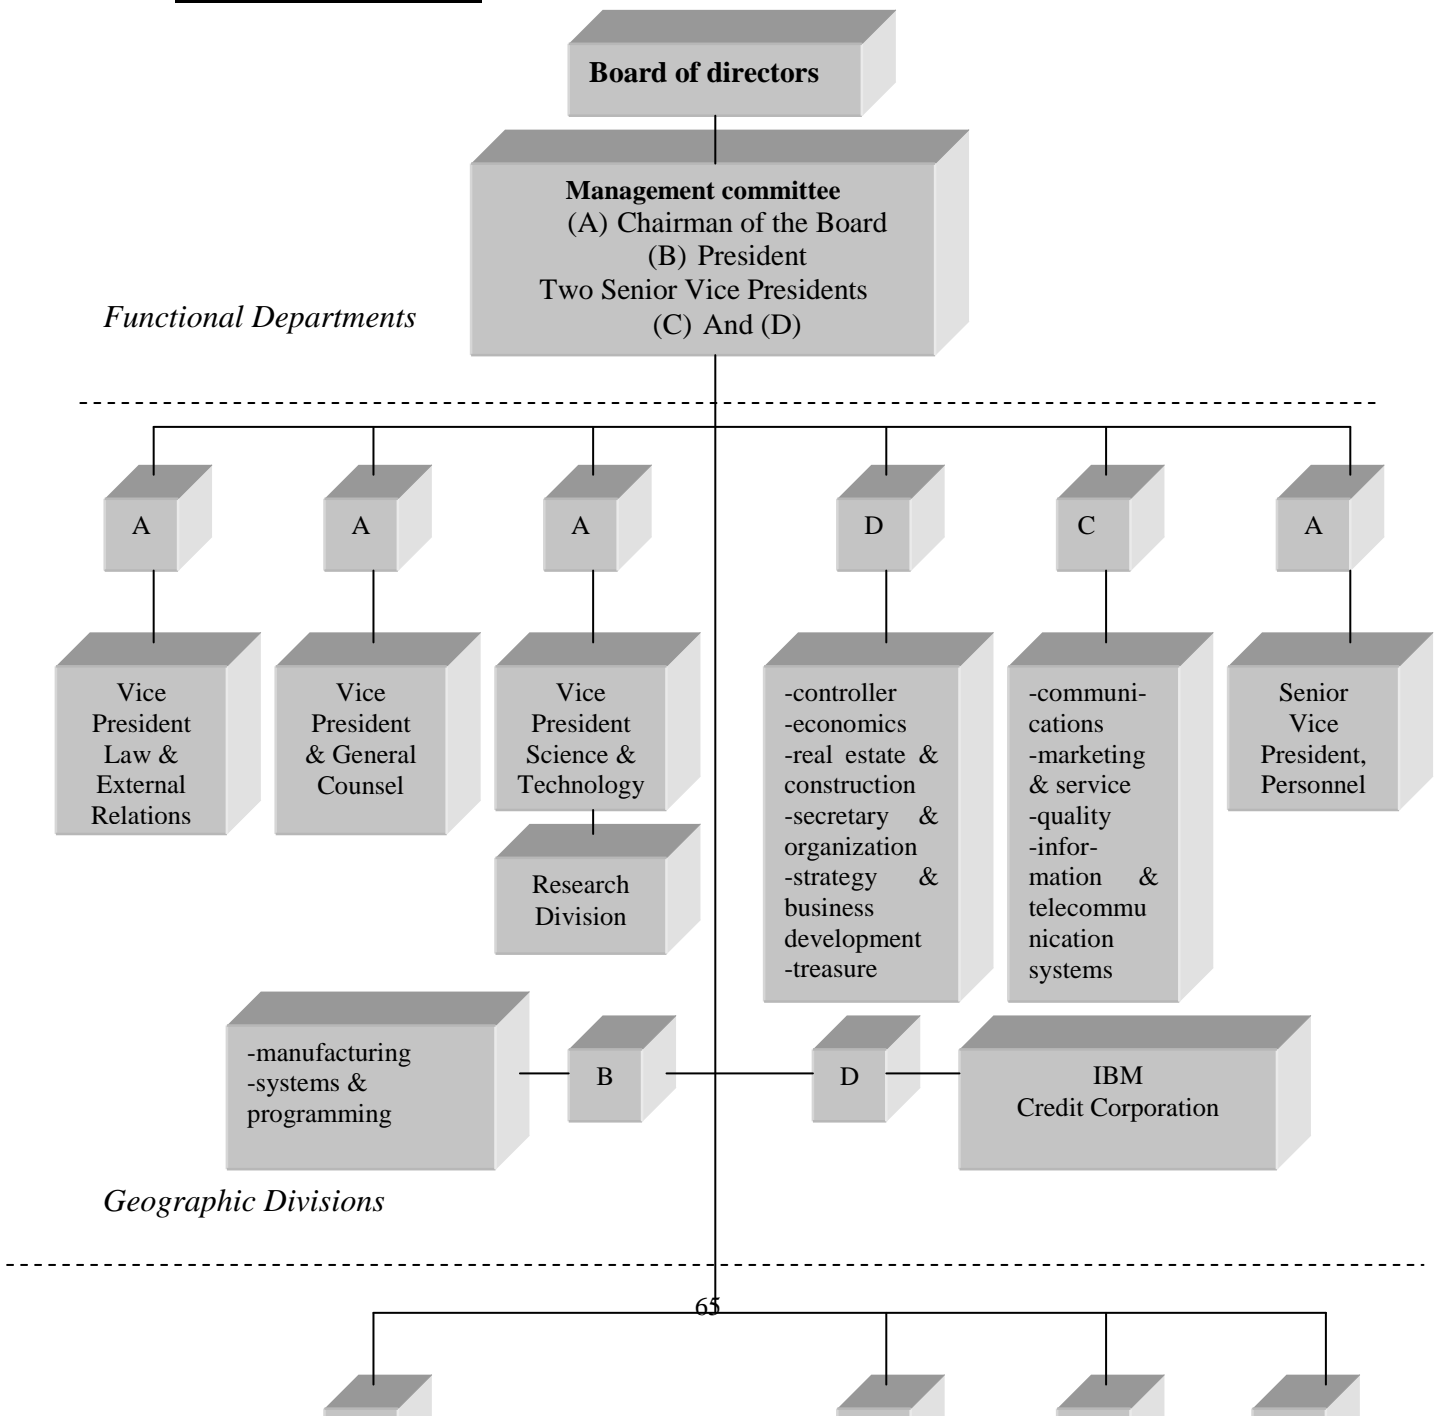 Board of directors
Management committee
(A) Chairman of the Board
(B) President
Two Senior Vice Presidents
(C) And (D)
Functional Departments
A
A
A
D
C
A
Vice
President
Law &
External
Relations
Vice
President
& General
Counsel
Vice
President
Science &
Technology
-controller
-economics
-real estate &
construction
-secretary &
organization
-strategy &
business
development
-treasure
-communi-
cations
-marketing
& service
-quality
-infor-
mation &
telecommu
nication
systems
Senior
Vice
President,
Personnel
Research
Division
-manufacturing
-systems &
programming
B
D
IBM
Credit Corporation
Geographic Divisions
65